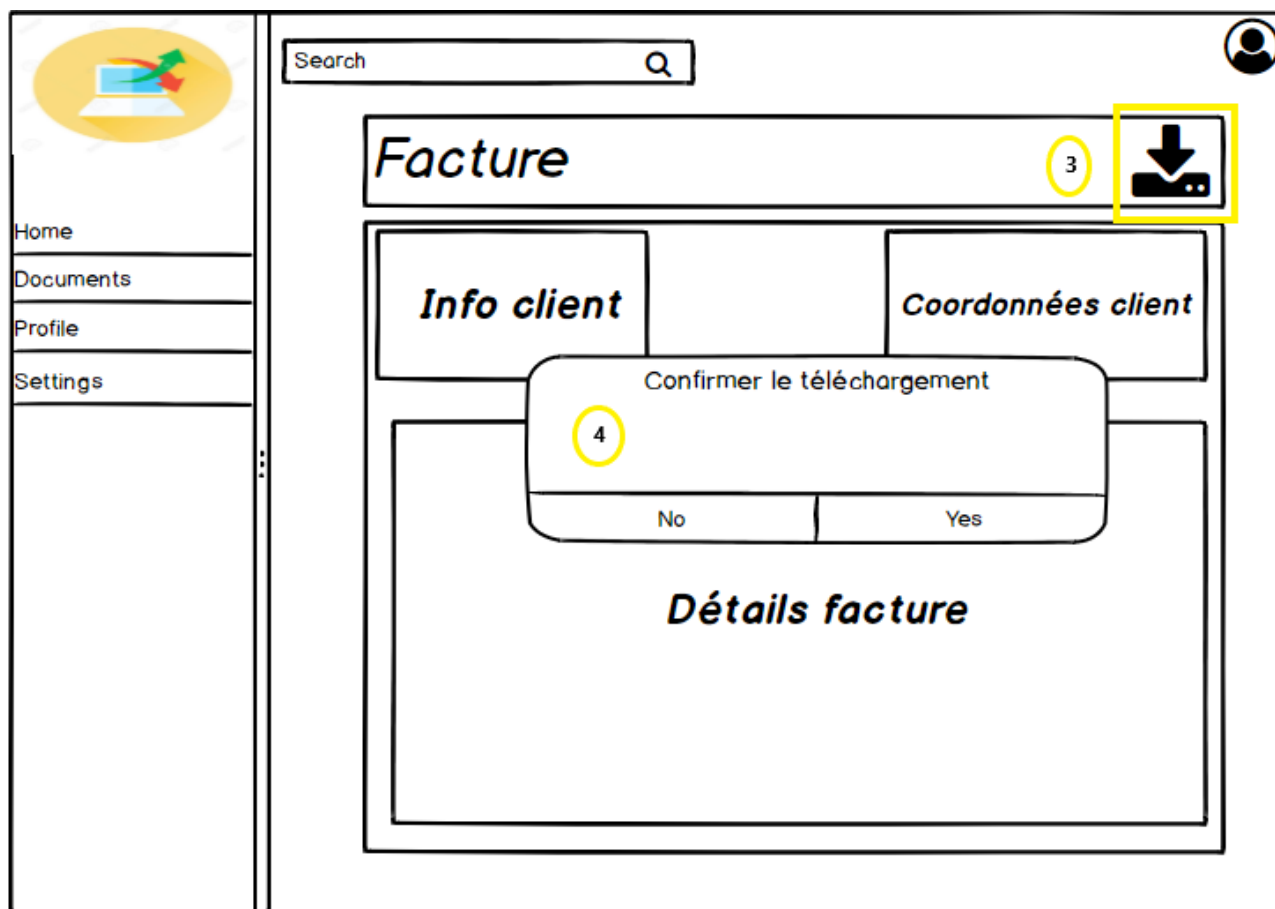 Search
Facture
3
Home
Documents
Profile
Settings
Info client
Coordonnées client
Confirmer le téléchargement
4
No
Yes
Détails facture